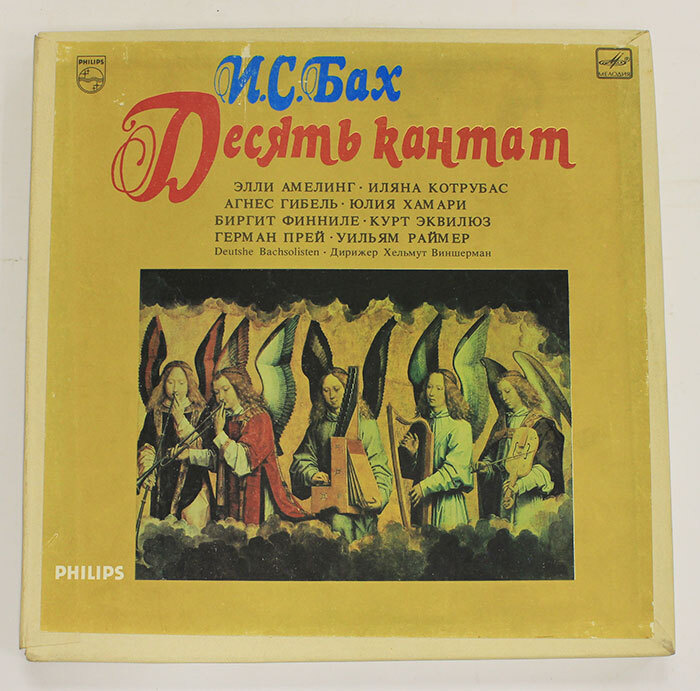 PHILIPS
МЕЛОДИЯ
И.С.Бах
Десять кантат
ЭЛЛИ АМЕЛИНГ · ИЛЯНА КОТРУБАС
АГНЕС ГИБЕЛЬ · ЮЛИЯ ХАМАРИ
БИРГИТ ФИННИЛЕ · КУРТ ЭКВИЛЮЗ
ГЕРМАН ПРЕЙ · УИЛЬЯМ РАЙМЕР
Deutshe Bachsolisten · Дирижер Хельмут Виншерман
PHILIPS